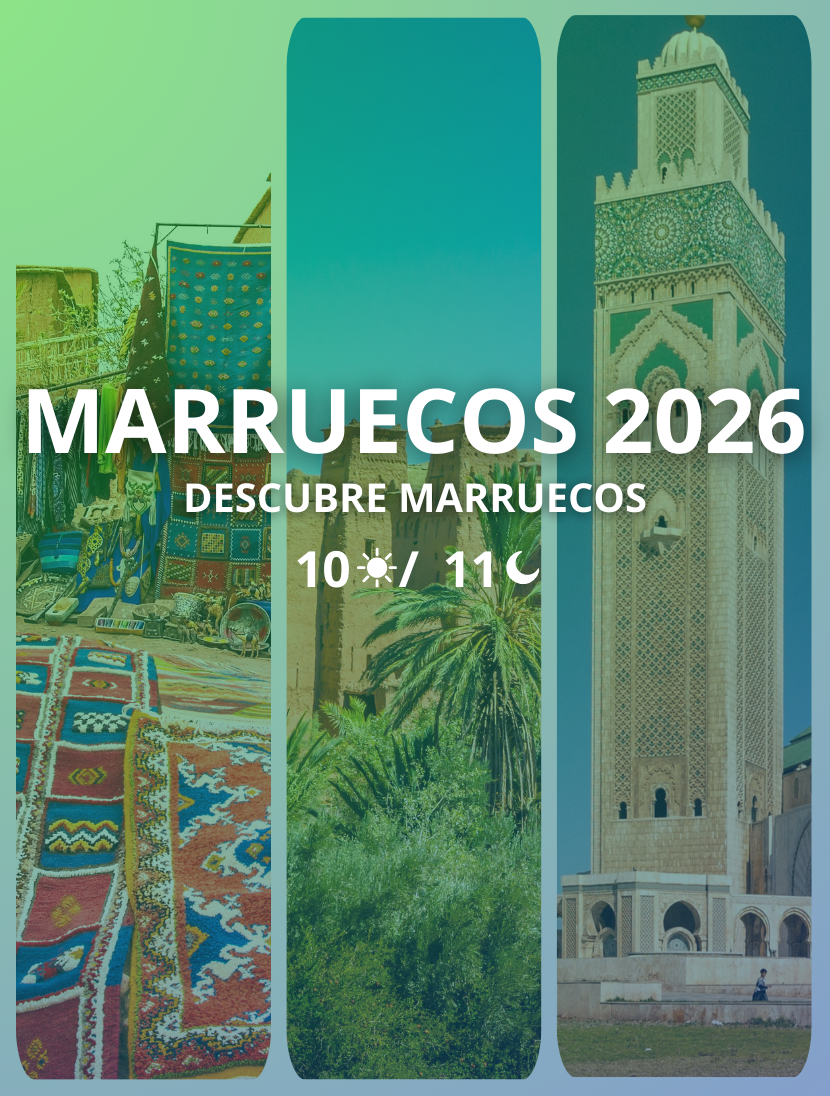 MARRUECOS 2026
DESCUBRE MARRUECOS
10☀/ 11☾